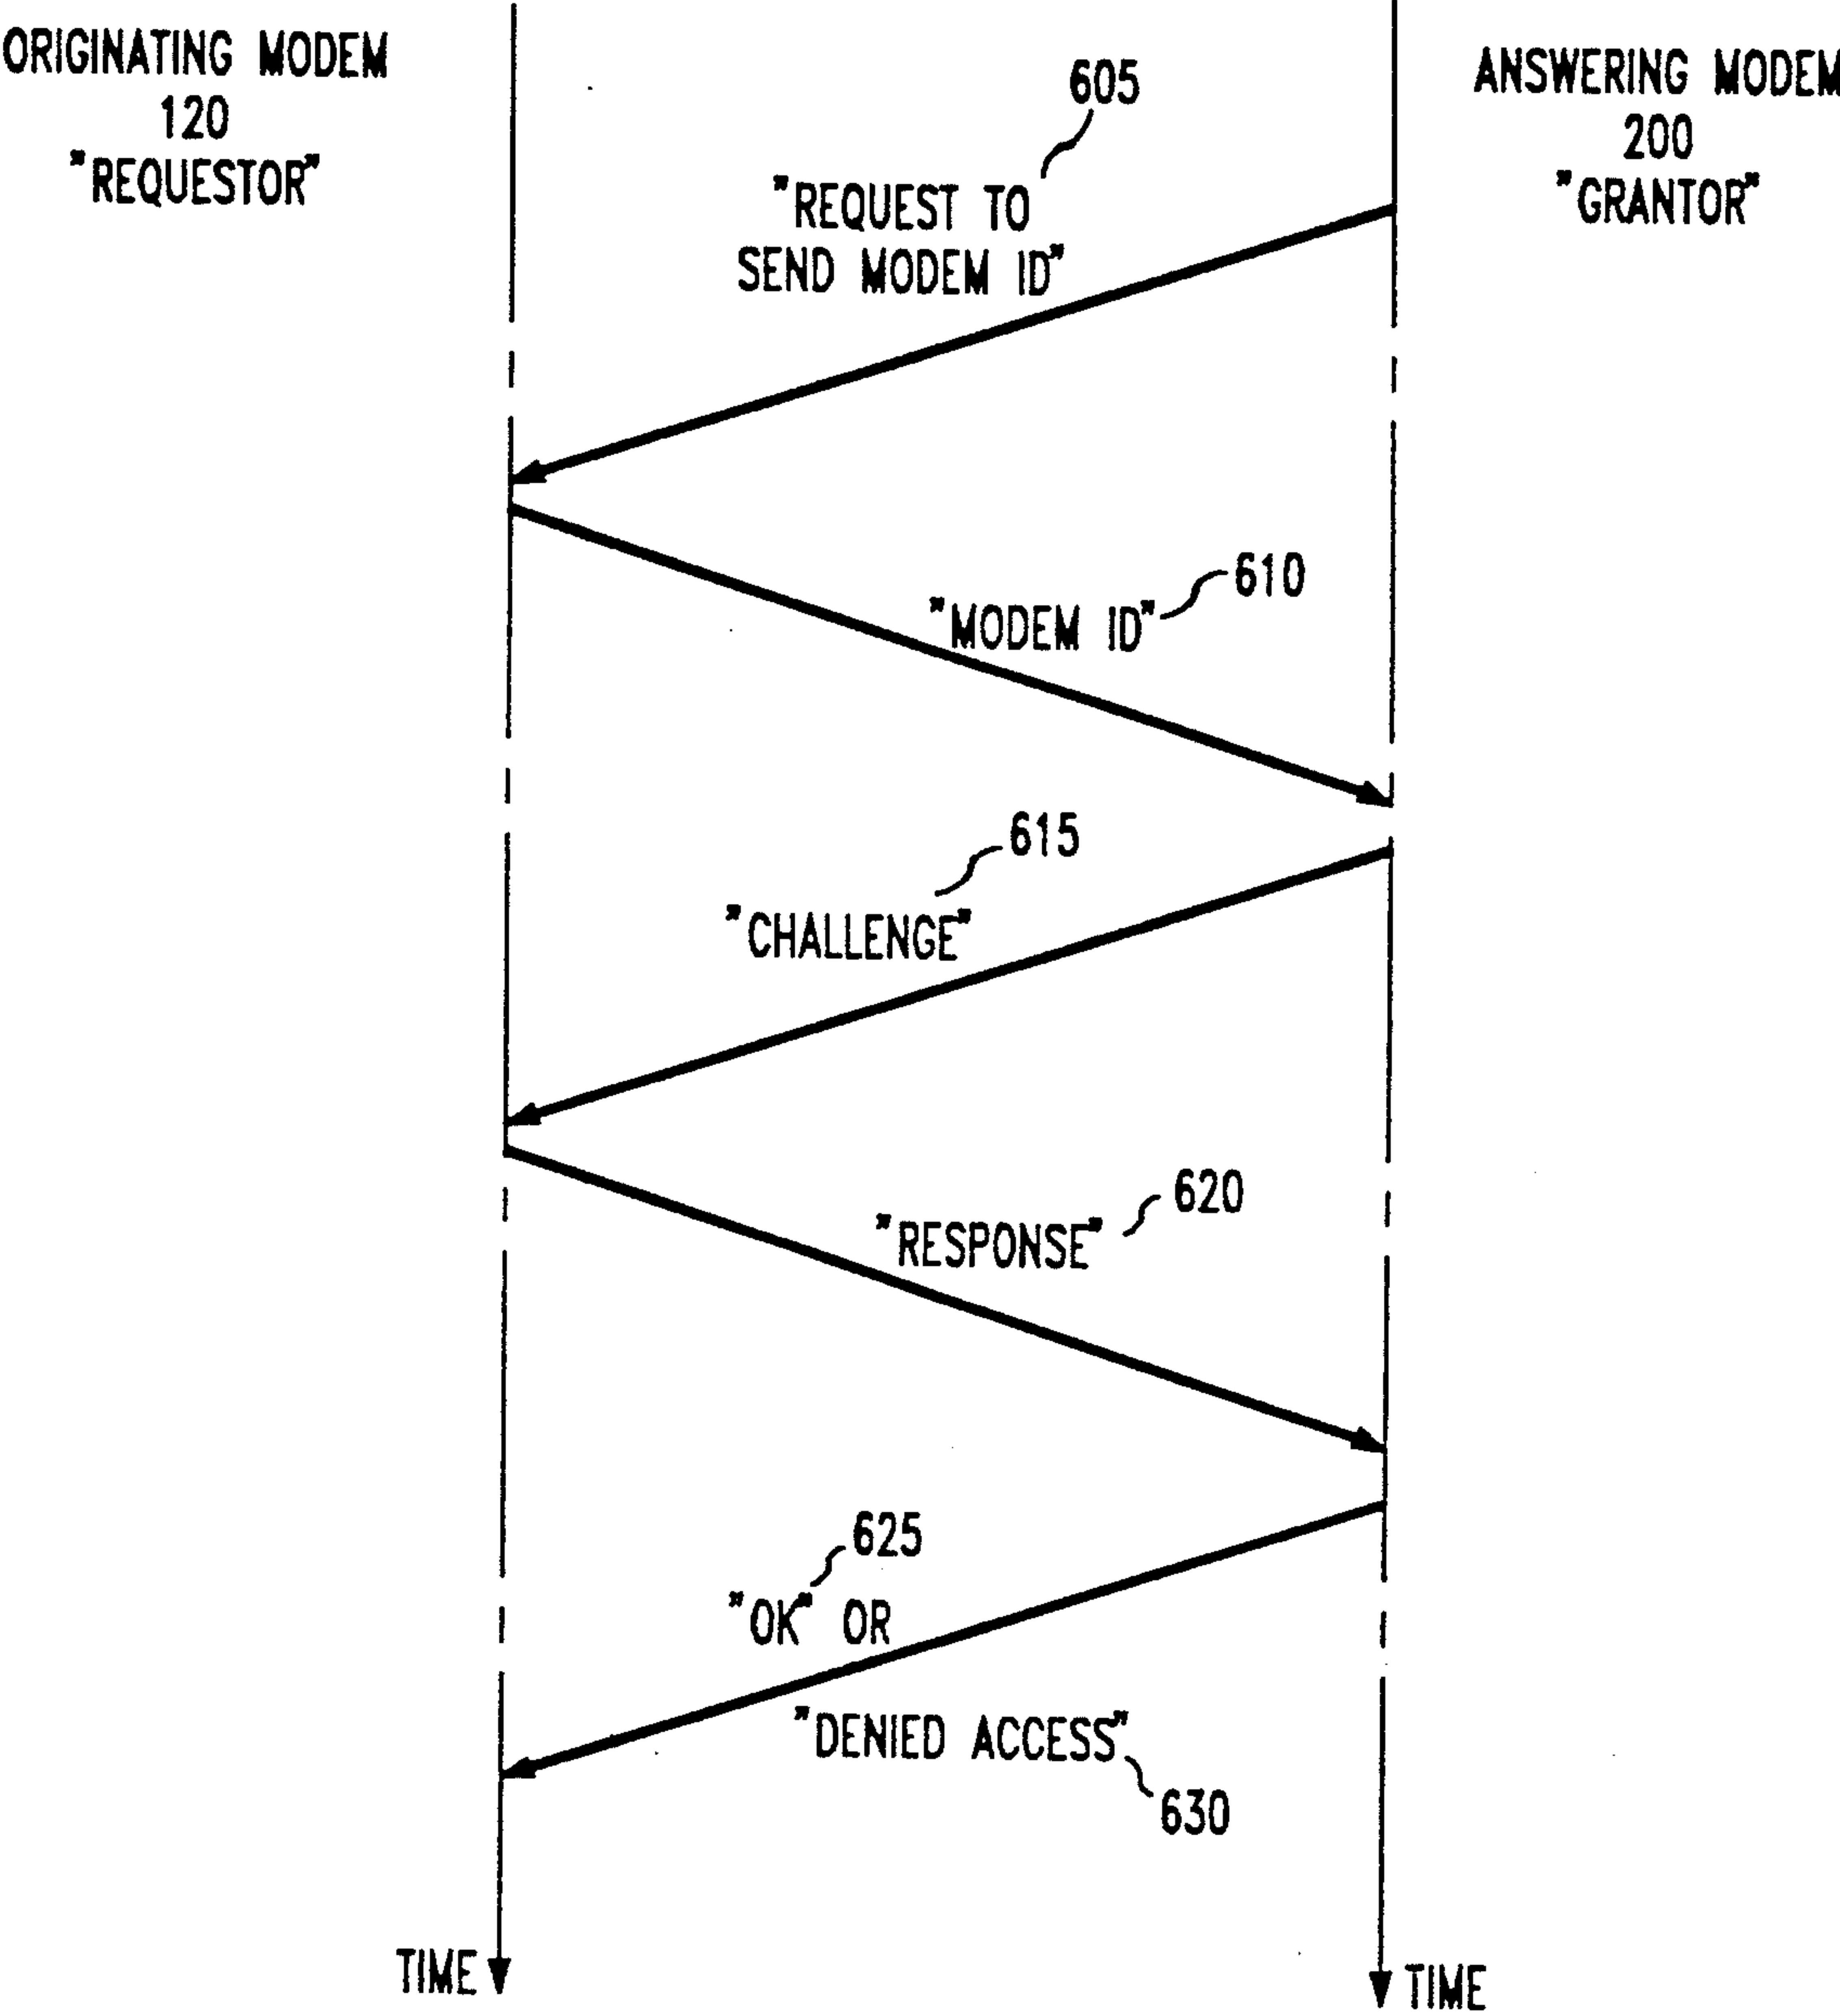 ORIGINATING MODEM
120
"REQUESTOR"
ANSWERING MODEM
200
"GRANTOR"
605
"REQUEST TO
SEND MODEM ID"
610
"MODEM ID"
615
"CHALLENGE"
620
"RESPONSE"
625
"OK" OR
"DENIED ACCESS"
630
TIME
TIME